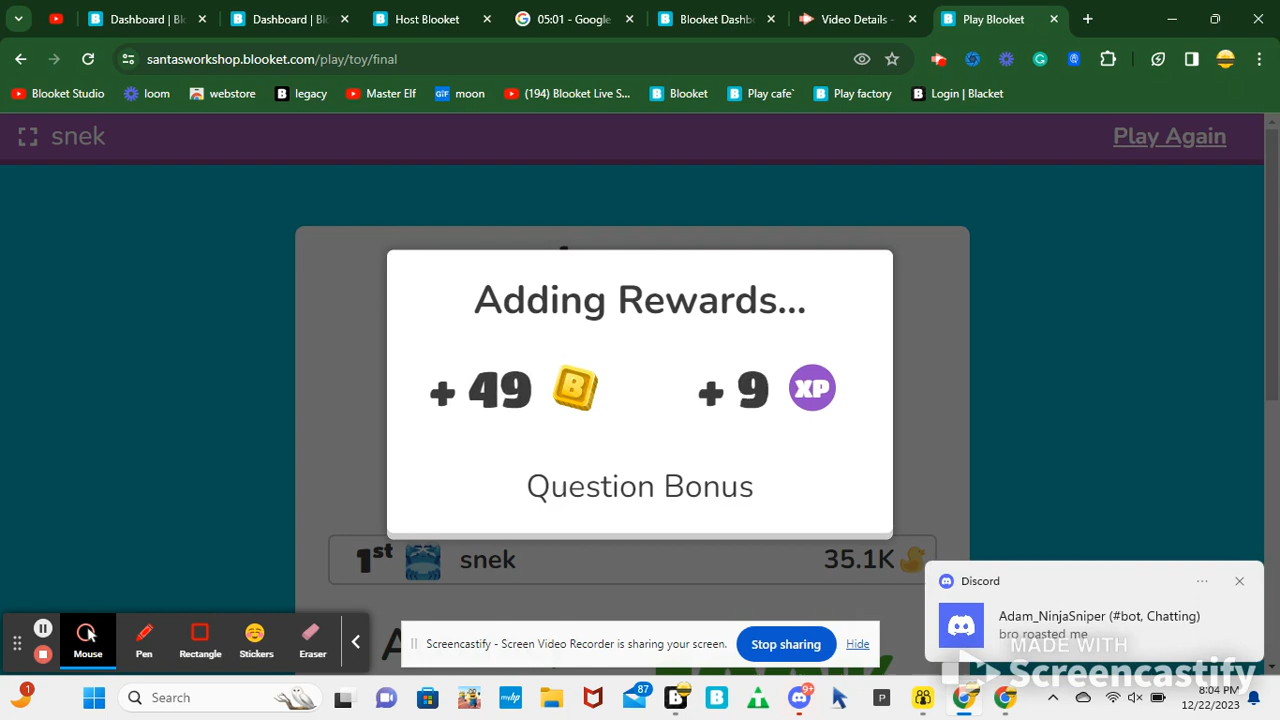 Dashboard | Bl
Dashboard | Bl
Host Blooket
05:01 - Google
Blooket Dashb
Video Details -
Play Blooket
santasworkshop.blooket.com/play/toy/final
Blooket Studio
loom
webstore
legacy
Master Elf
GIF
moon
(194) Blooket Live S...
Blooket
Play cafe`
Play factory
Login | Blacket
snek
Play Again
Adding Rewards...
+ 49 B
+ 9 XP
Question Bonus
1st snek 35.1K
Discord
Adam_NinjaSniper (#bot, Chatting)
bro roasted me
MADE WITH
Screencastify
Mouse
Pen
Rectangle
Stickers
Eraser
Screencastify - Screen Video Recorder is sharing your screen.
Stop sharing
Hide
1
Search
87
9+
8:04 PM
12/22/2023